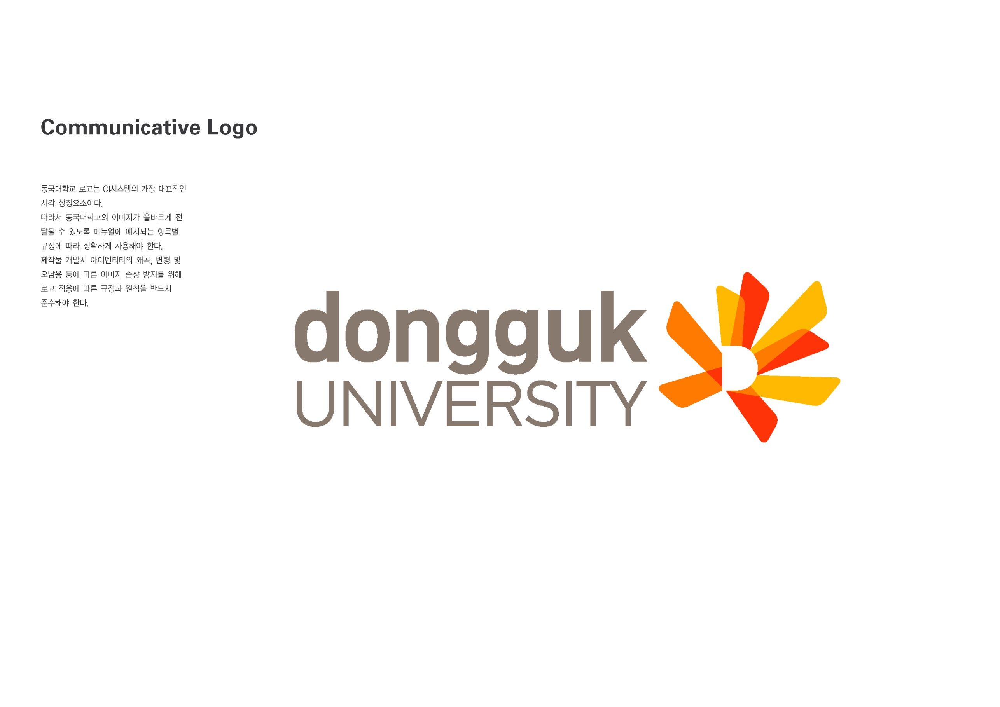 Communicative Logo
동국대학교 로고는 CI시스템의 가장 대표적인
시각 상징요소이다.
따라서 동국대학교의 이미지가 올바르게 전
달될 수 있도록 매뉴얼에 예시되는 항목별
규정에 따라 정확하게 사용해야 한다.
제작물 개발시 아이덴티티의 왜곡, 변형 및
오남용 등에 따른 이미지 손상 방지를 위해
로고 적용에 따른 규정과 원칙을 반드시
준수해야 한다.
dongguk
UNIVERSITY
D